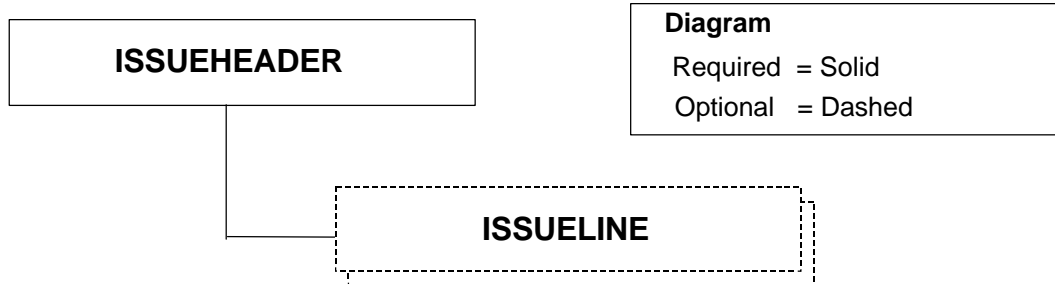 ISSUEHEADER
Diagram
Required = Solid
Optional = Dashed
ISSUELINE